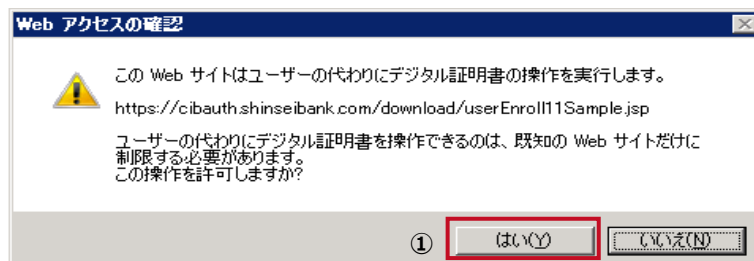 Web アクセスの確認
この Web サイトはユーザーの代わりにデジタル証明書の操作を実行します。
https://cibauth.shinseibank.com/download/userEnroll11Sample.jsp
ユーザーの代わりにデジタル証明書を操作できるのは、既知の Web サイトだけに
制限する必要があります。
この操作を許可しますか?
① はい(Y) いいえ(N)